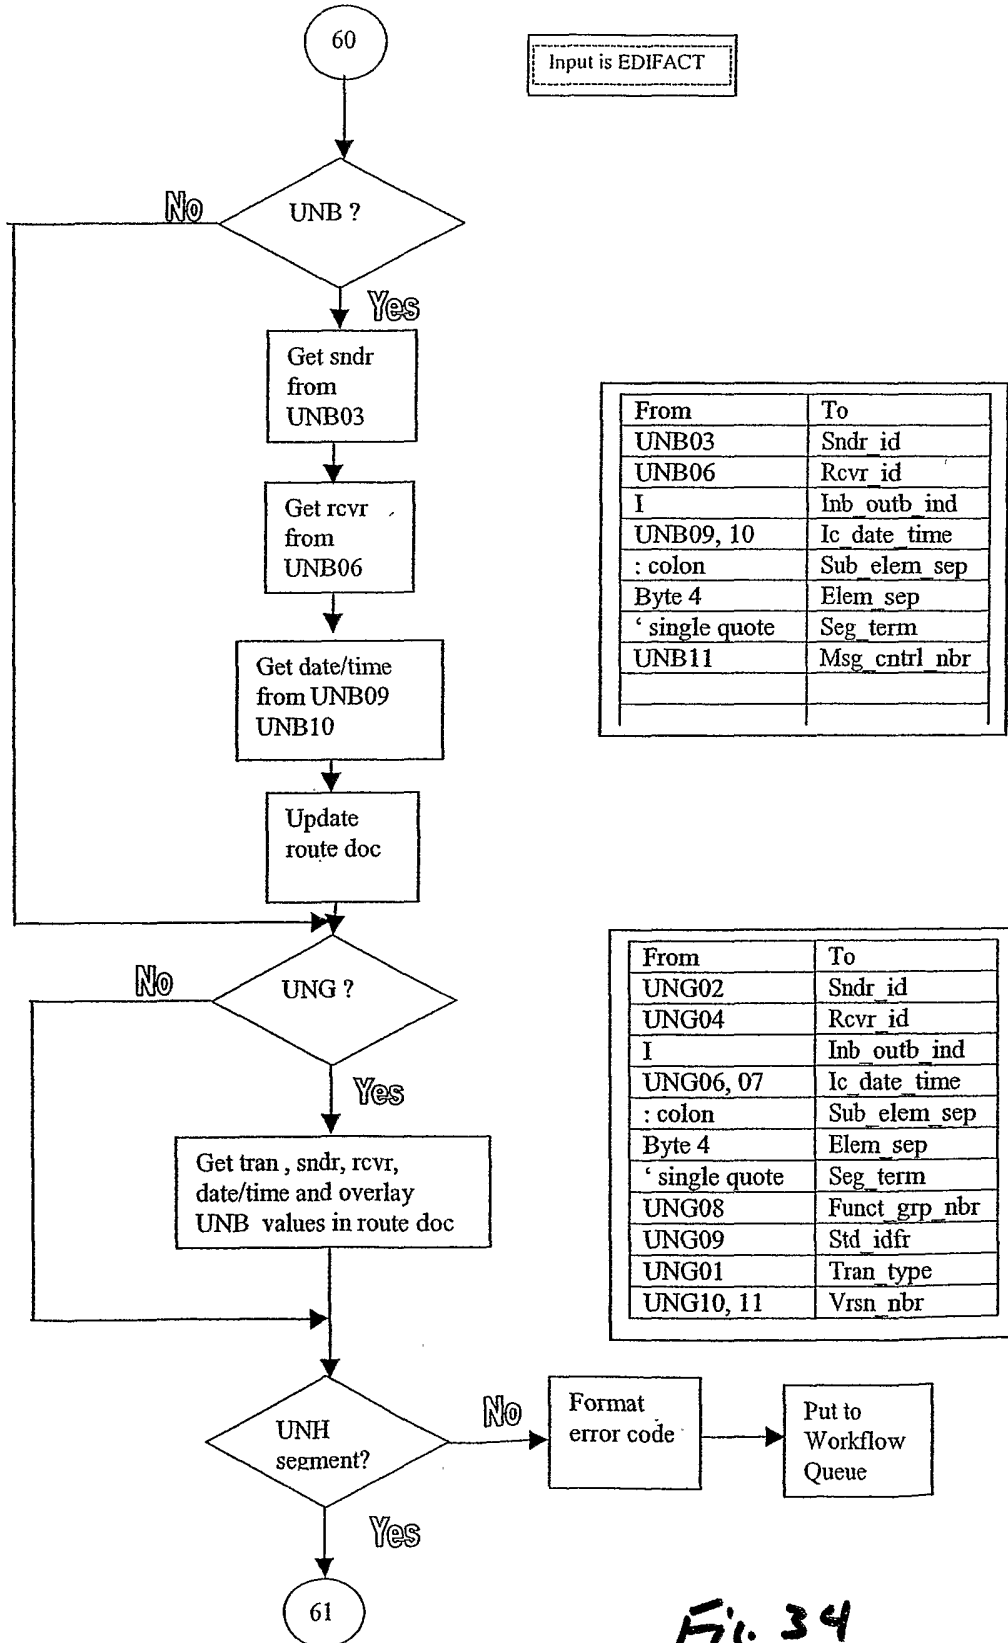 60
Input is EDIFACT
UNB ?
No
Yes
Get sndr
from
UNB03
Get rcvr
from
UNB06
Get date/time
from UNB09
UNB10
Update
route doc
From To
UNB03 Sndr_id
UNB06 Rcvr_id
I Inb_outb_ind
UNB09, 10 Ic_date_time
: colon Sub_elem_sep
Byte 4 Elem_sep
‘ single quote Seg_term
UNB11 Msg_cntrl_nbr
UNG ?
No
Yes
Get tran , sndr, rcvr,
date/time and overlay
UNB values in route doc
From To
UNG02 Sndr_id
UNG04 Rcvr_id
I Inb_outb_ind
UNG06, 07 Ic_date_time
: colon Sub_elem_sep
Byte 4 Elem_sep
‘ single quote Seg_term
UNG08 Funct_grp_nbr
UNG09 Std_idfr
UNG01 Tran_type
UNG10, 11 Vrsn_nbr
UNH
segment?
No
Format
error code
Put to
Workflow
Queue
Yes
61
Fig. 34